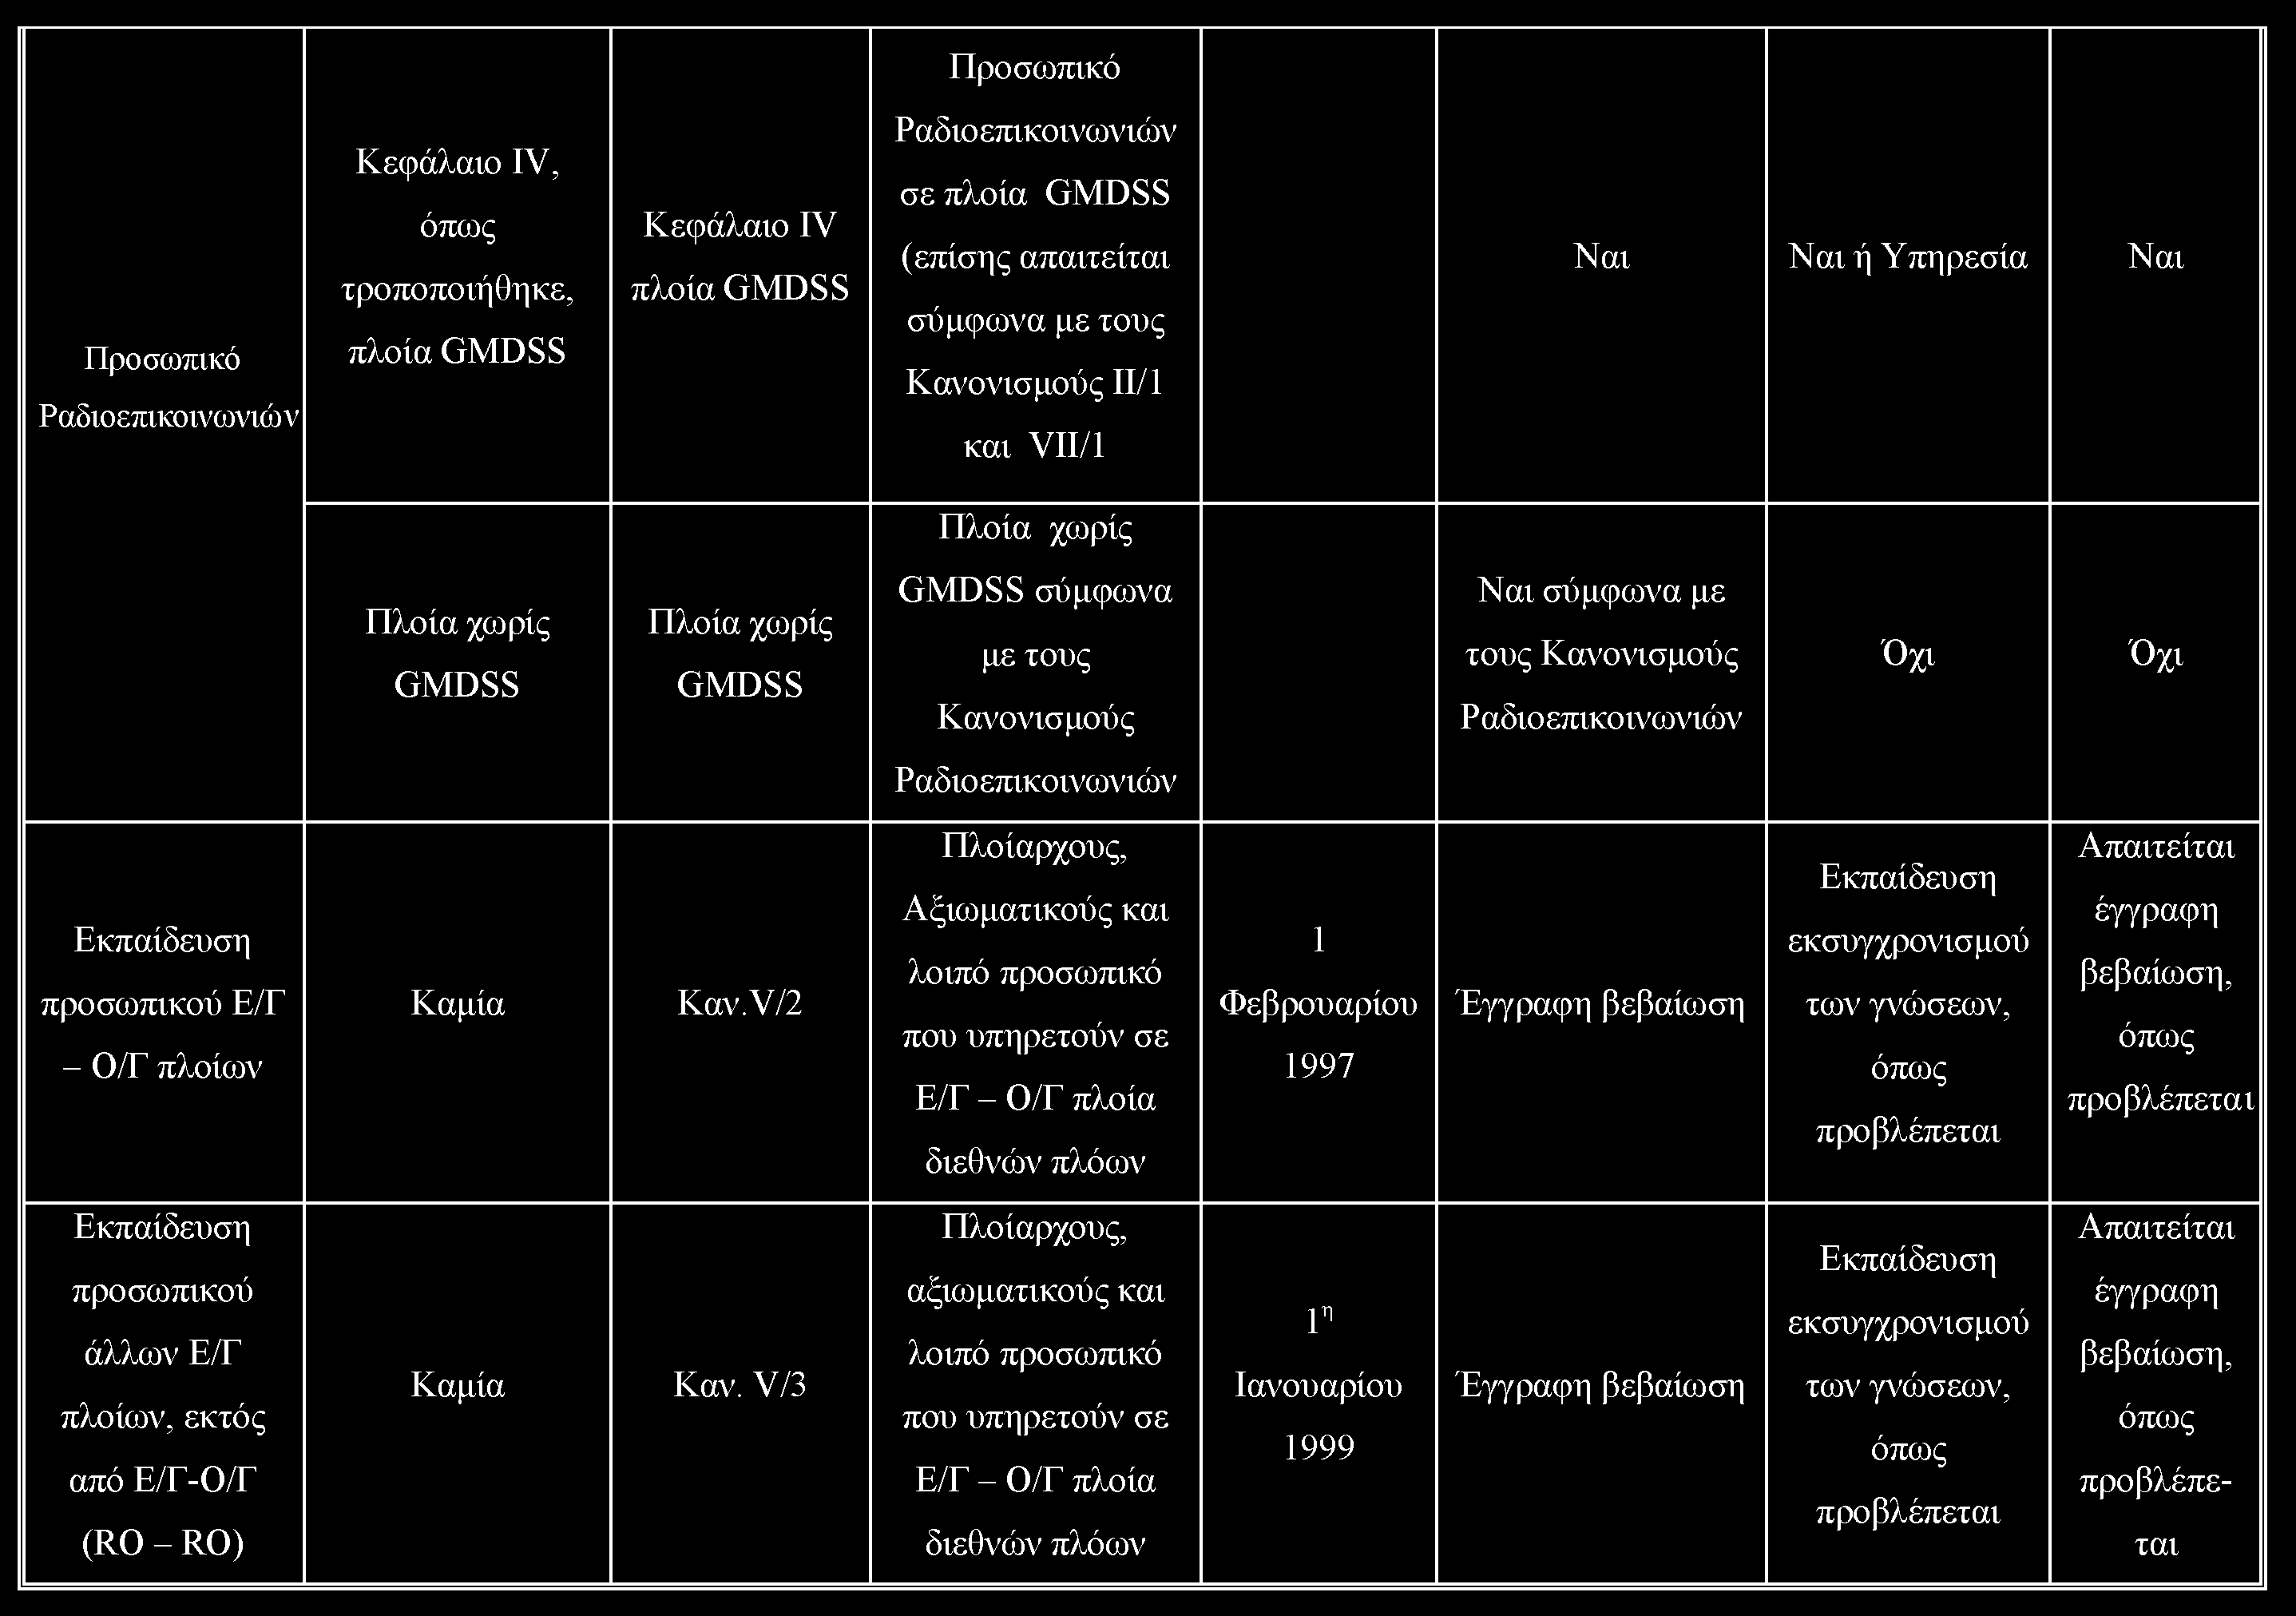 Προσωπικό
Ραδιοεπικοινωνιών
Κεφάλαιο IV,
όπως
τροποποιήθηκε,
πλοία GMDSS
Κεφάλαιο IV
πλοία GMDSS
Προσωπικό
Ραδιοεπικοινωνιών
σε πλοία GMDSS
(επίσης απαιτείται
σύμφωνα με τους
Κανονισμούς II/1
και VII/1
Ναι
Ναι ή Υπηρεσία
Ναι
Πλοία χωρίς
GMDSS
Πλοία χωρίς
GMDSS
Πλοία χωρίς
GMDSS σύμφωνα
με τους
Κανονισμούς
Ραδιοεπικοινωνιών
Ναι σύμφωνα με
τους Κανονισμούς
Ραδιοεπικοινωνιών
Όχι
Όχι
Εκπαίδευση
προσωπικού Ε/Γ
– Ο/Γ πλοίων
Καμία
Καν.V/2
Πλοίαρχους,
Αξιωματικούς και
λοιπό προσωπικό
που υπηρετούν σε
Ε/Γ – Ο/Γ πλοία
διεθνών πλόων
1
Φεβρουαρίου
1997
Έγγραφη βεβαίωση
Εκπαίδευση
εκσυγχρονισμού
των γνώσεων,
όπως
προβλέπεται
Απαιτείται
έγγραφη
βεβαίωση,
όπως
προβλέπεται
Εκπαίδευση
προσωπικού
άλλων Ε/Γ
πλοίων, εκτός
από Ε/Γ-Ο/Γ
(RO – RO)
Καμία
Καν. V/3
Πλοίαρχους,
αξιωματικούς και
λοιπό προσωπικό
που υπηρετούν σε
Ε/Γ – Ο/Γ πλοία
διεθνών πλόων
1η
Ιανουαρίου
1999
Έγγραφη βεβαίωση
Εκπαίδευση
εκσυγχρονισμού
των γνώσεων,
όπως
προβλέπεται
Απαιτείται
έγγραφη
βεβαίωση,
όπως
προβλέπε-
ται